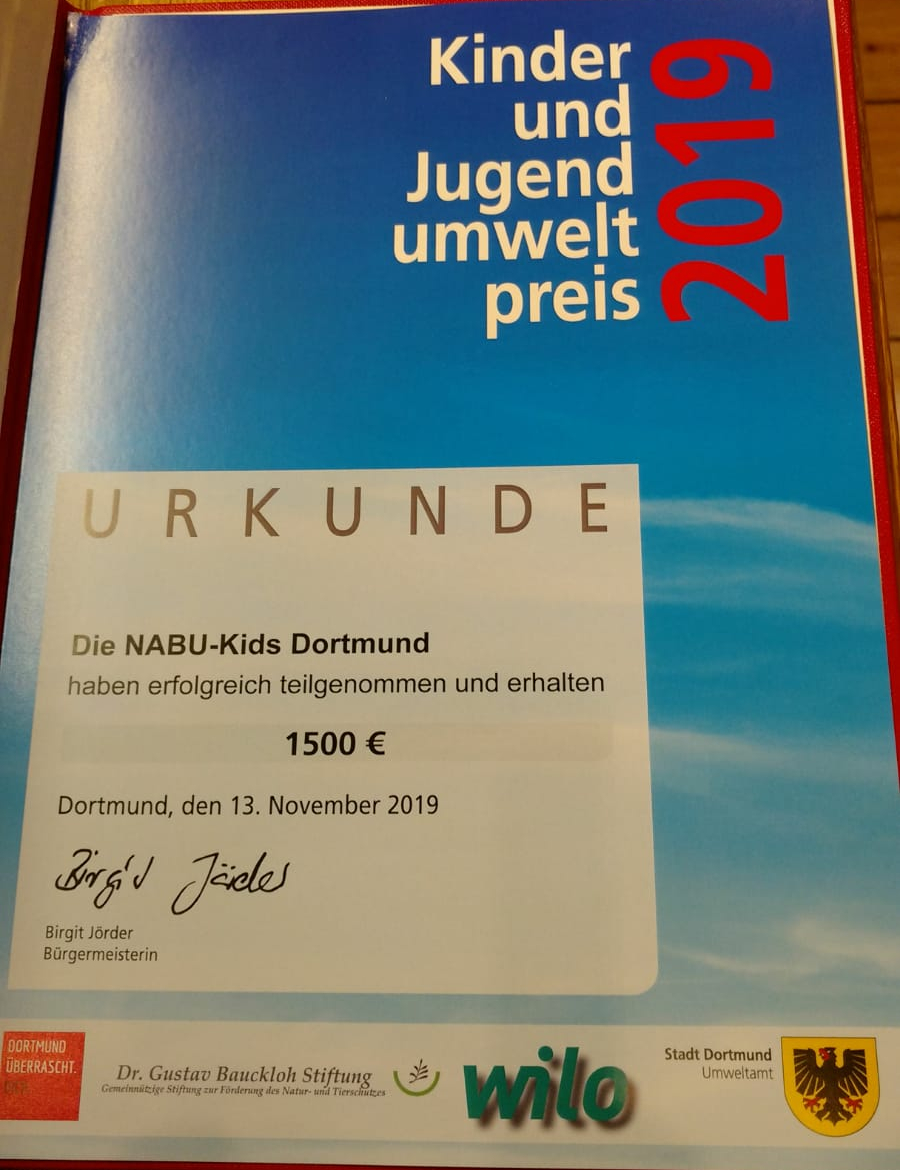 Kinder
und
Jugend
umwelt
preis
2019
URKUNDE
Die NABU-Kids Dortmund
haben erfolgreich teilgenommen und erhalten
1500 €
Dortmund, den 13. November 2019
Birgit Jörder
Birgit Jörder
Bürgermeisterin
DORTMUND
ÜBERRASCHT.
DICH.
Dr. Gustav Bauckloh Stiftung
Gemeinnützige Stiftung zur Förderung des Natur- und Tierschutzes
wilo
Stadt Dortmund
Umweltamt